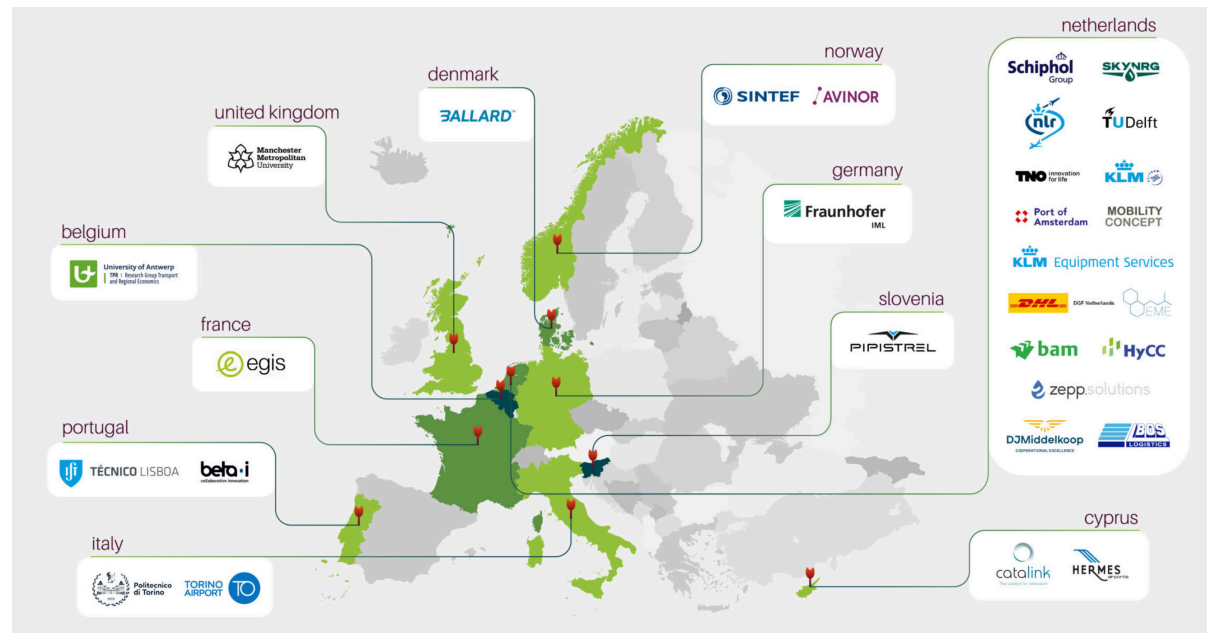 netherlands
Schiphol
Group
SKYNRG
nlr
TUDelft
TNO innovation
for life
KLM
Port of
Amsterdam
MOBILITY
CONCEPT
KLM Equipment Services
DHL DGF Netherlands
EME
bam
HyCC
zepp.solutions
DJMiddelkoop
COOPERATIONAL EXCELLENCE
BOS
LOGISTICS
norway
SINTEF
AVINOR
denmark
BALLARD™
united kingdom
Manchester
Metropolitan
University
germany
Fraunhofer
IML
belgium
University of Antwerp
TPR | Research Group Transport
and Regional Economics
slovenia
PIPISTREL
france
e egis
portugal
TÉCNICO LISBOA
beta-i
collaborative innovation
italy
Politecnico
di Torino
TORINO
AIRPORT
TO
cyprus
catalink
HERMES
airports